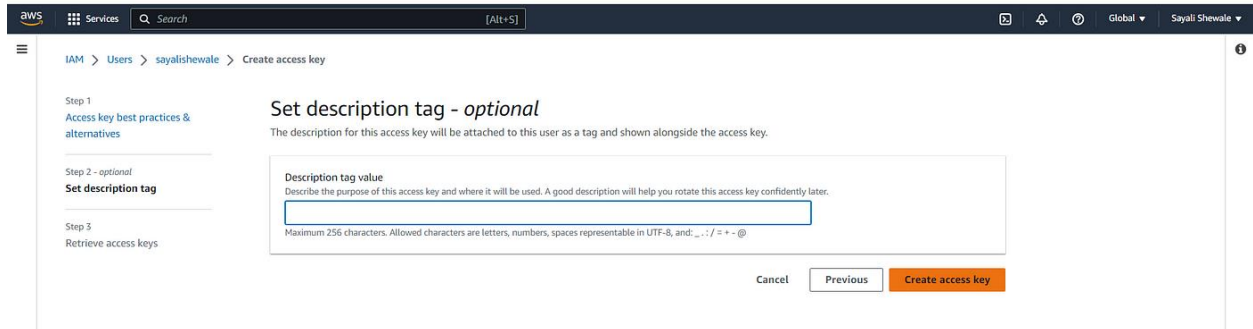 aws Services Search [Alt+S] Global Sayali Shewale
IAM > Users > sayalishewale > Create access key
Step 1
Access key best practices &
alternatives
Step 2 - optional
Set description tag
Step 3
Retrieve access keys
Set description tag - optional
The description for this access key will be attached to this user as a tag and shown alongside the access key.
Description tag value
Describe the purpose of this access key and where it will be used. A good description will help you rotate this access key confidently later.
Maximum 256 characters. Allowed characters are letters, numbers, spaces representable in UTF-8, and: _ . : / = + - @
Cancel Previous Create access key